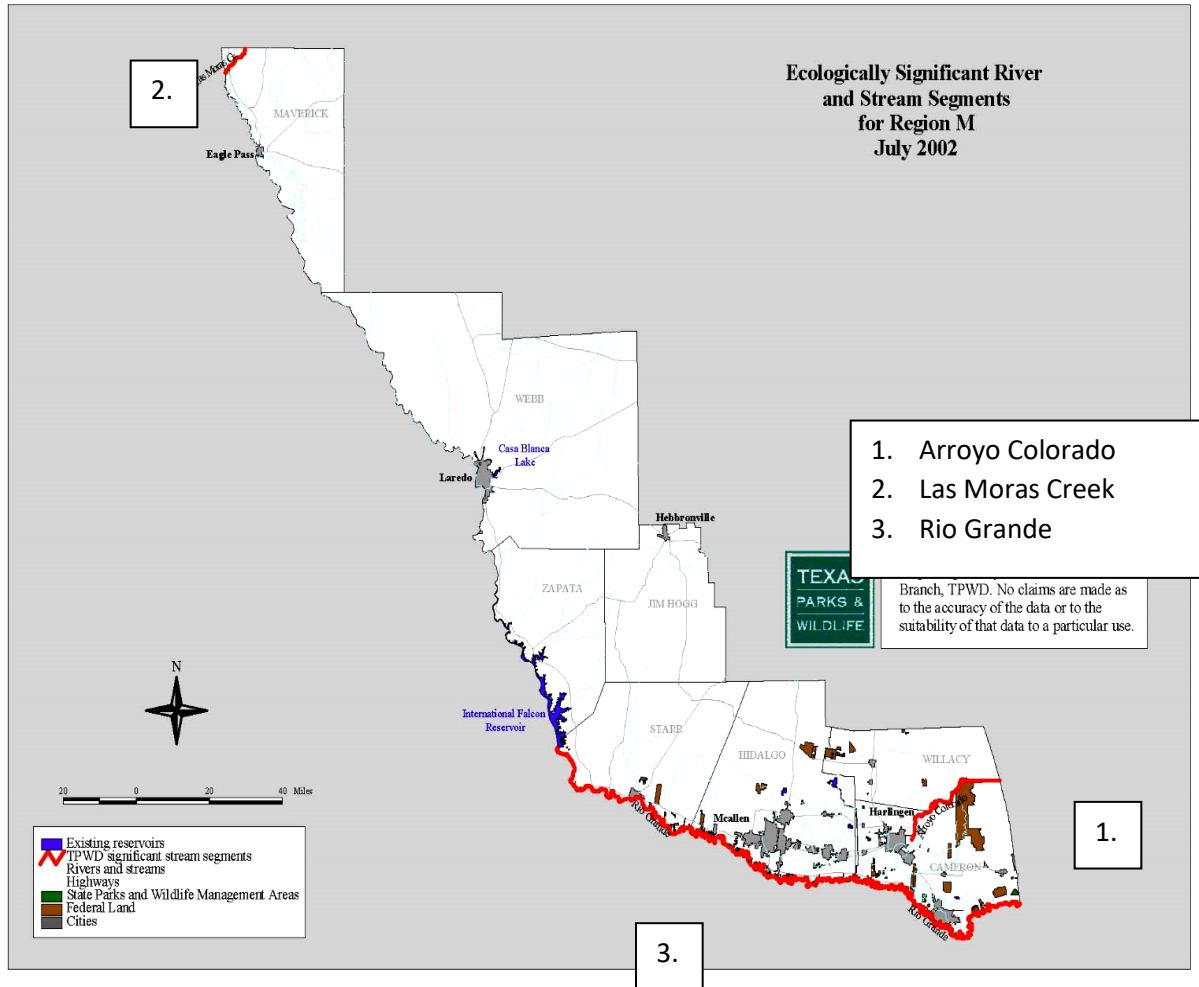 Ecologically Significant River
and Stream Segments
for Region M
July 2002
2.
Moras
MAVERICK
Eagle Pass
WEBB
Casa Blanca
Lake
Laredo
1. Arroyo Colorado
2. Las Moras Creek
3. Rio Grande
Hebbronville
ZAPATA
JIM HOGG
TEXAS
PARKS &
WILDLIFE
Branch, TPWD. No claims are made as
to the accuracy of the data or to the
suitability of that data to a particular use.
N
International Falcon
Reservoir
STARR
HIDALGO
WILLACY
20 0 20 40 Miles
Rio Grande
Mcallen
Harlingen
Arroyo Colorado
1.
CAMERON
Rio Grande
Existing reservoirs
TPWD significant stream segments
Rivers and streams
Highways
State Parks and Wildlife Management Areas
Federal Land
Cities
3.